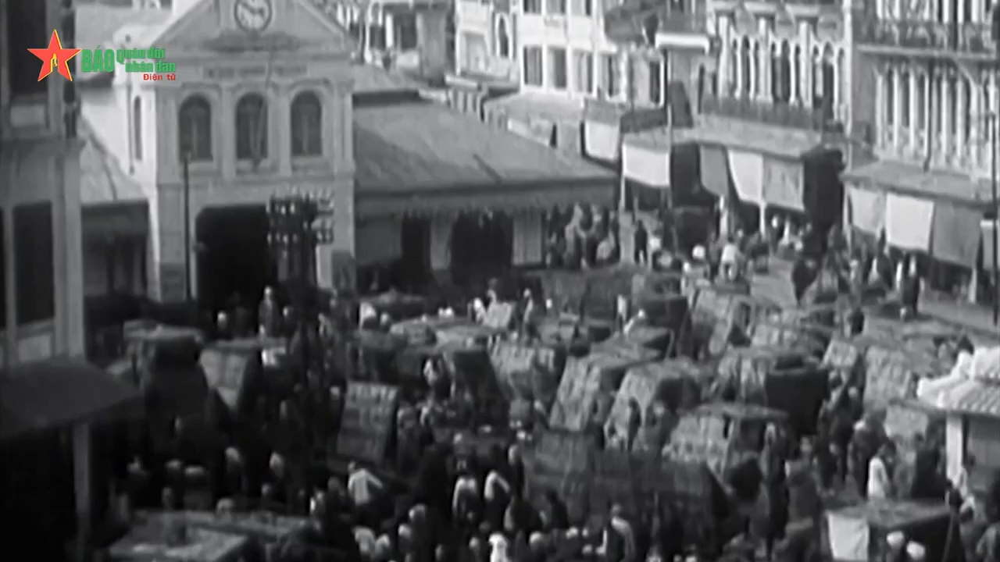 BÁO quân đội
nhân dân
Điện tử